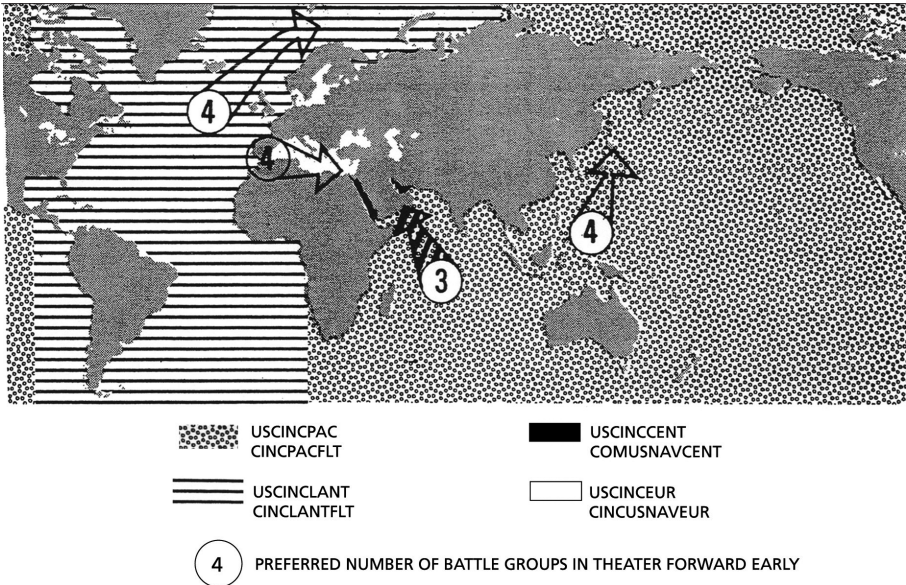 4
4
4
3
USCINCPAC
CINCPACFLT
USCINCCENT
COMUSNAVCENT
USCINCLANT
CINCLANTFLT
USCINCEUR
CINCUSNAVEUR
4 PREFERRED NUMBER OF BATTLE GROUPS IN THEATER FORWARD EARLY